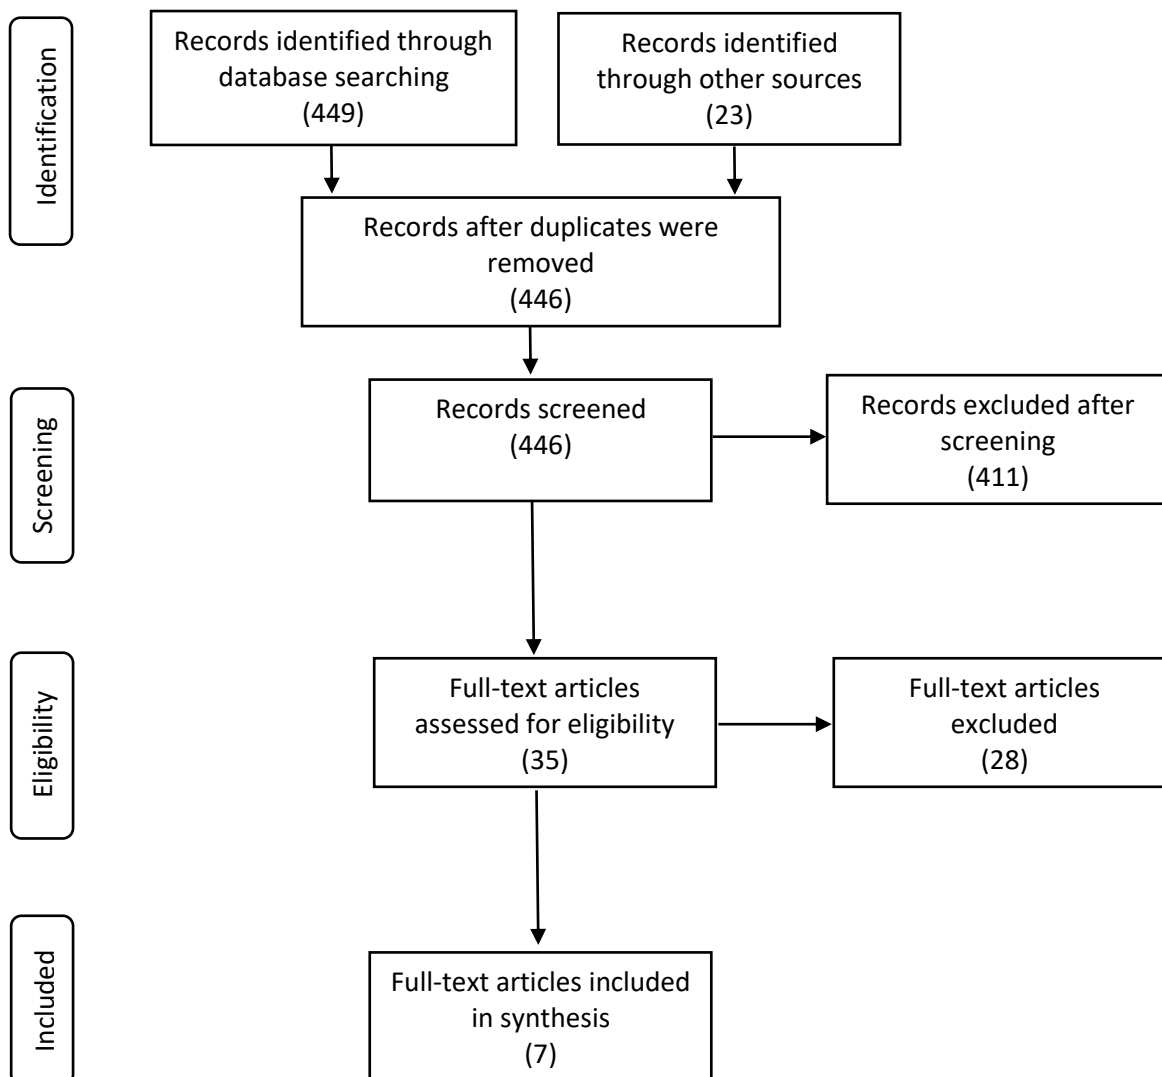 Identification
Records identified through
database searching
(449)
Records identified
through other sources
(23)
Records after duplicates were
removed
(446)
Screening
Records screened
(446)
Records excluded after
screening
(411)
Eligibility
Full-text articles
assessed for eligibility
(35)
Full-text articles
excluded
(28)
Included
Full-text articles included
in synthesis
(7)